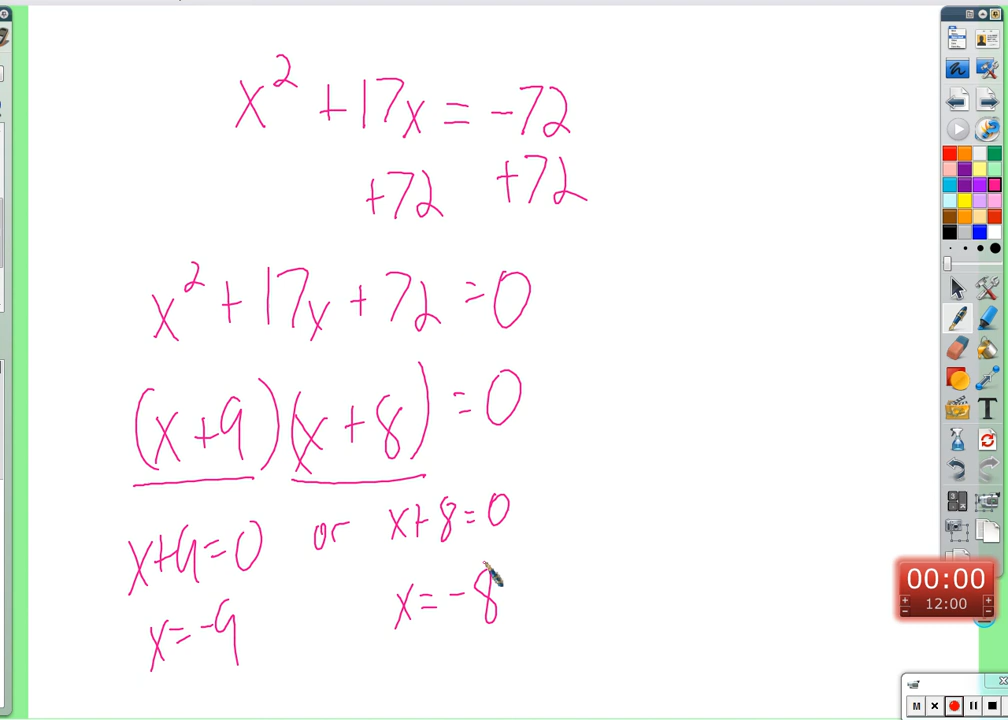 x² + 17x = -72
+72 +72
x² + 17x + 72 = 0
(x + 9)(x + 8) = 0
x+9=0 or x+8=0
x=-9 x=-8
T
00:00
12:00
M